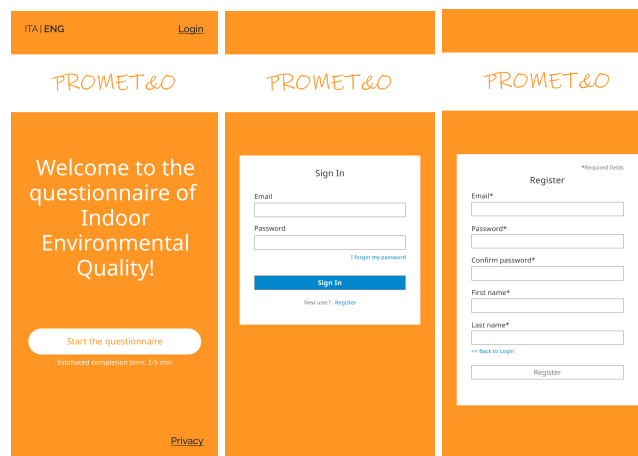 ITA | ENG
Login
PROMET&O
Welcome to the
questionnaire of
Indoor
Environmental
Quality!
Start the questionnaire
Estimated completion time: 2-5 min
Privacy
PROMET&O
Sign In
Email
Password
I forgot my password
Sign In
New user? Register
PROMET&O
*Required fields
Register
Email*
Password*
Confirm password*
First name*
Last name*
<< Back to Login
Register